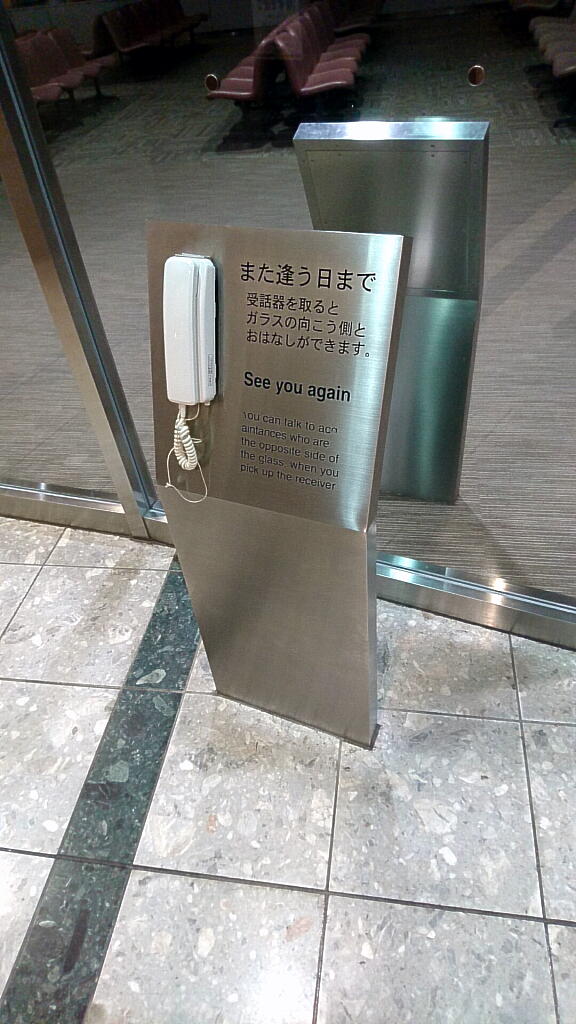 また逢う日まで
受話器を取ると
ガラスの向こう側と
おはなしができます。
See you again
You can talk to acq
aintances who are
the opposite side of
the glass, when you
pick up the receiver